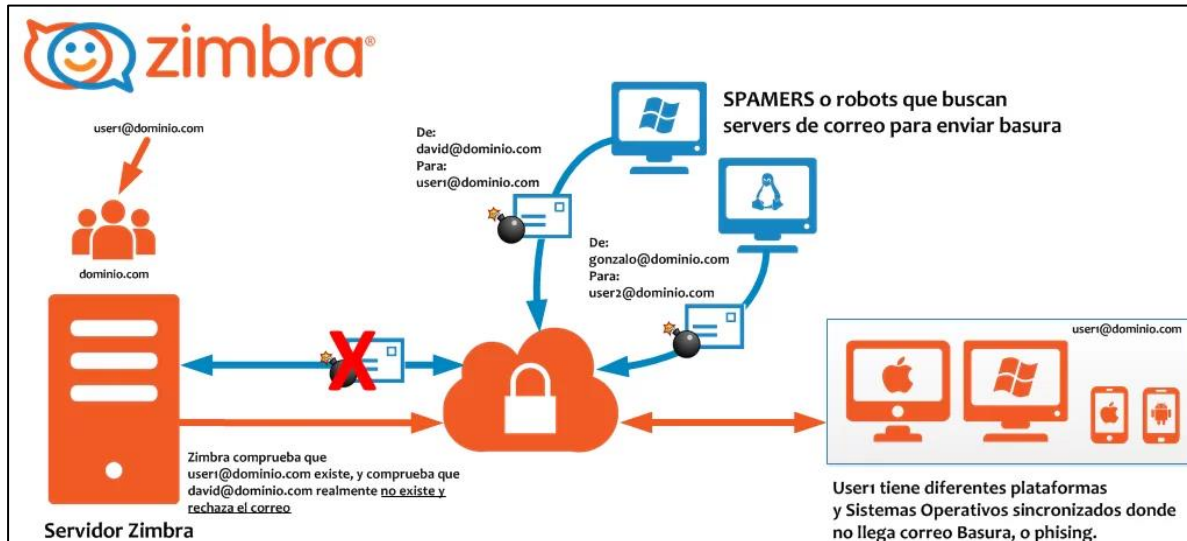 zimbra®
user1@dominio.com
dominio.com
De:
david@dominio.com
Para:
user1@dominio.com
SPAMERS o robots que buscan
servers de correo para enviar basura
De:
gonzalo@dominio.com
Para:
user2@dominio.com
X
user1@dominio.com
Zimbra comprueba que
user1@dominio.com existe, y comprueba que
david@dominio.com realmente no existe y
rechaza el correo
Servidor Zimbra
User1 tiene diferentes plataformas
y Sistemas Operativos sincronizados donde
no llega correo Basura, o phising.